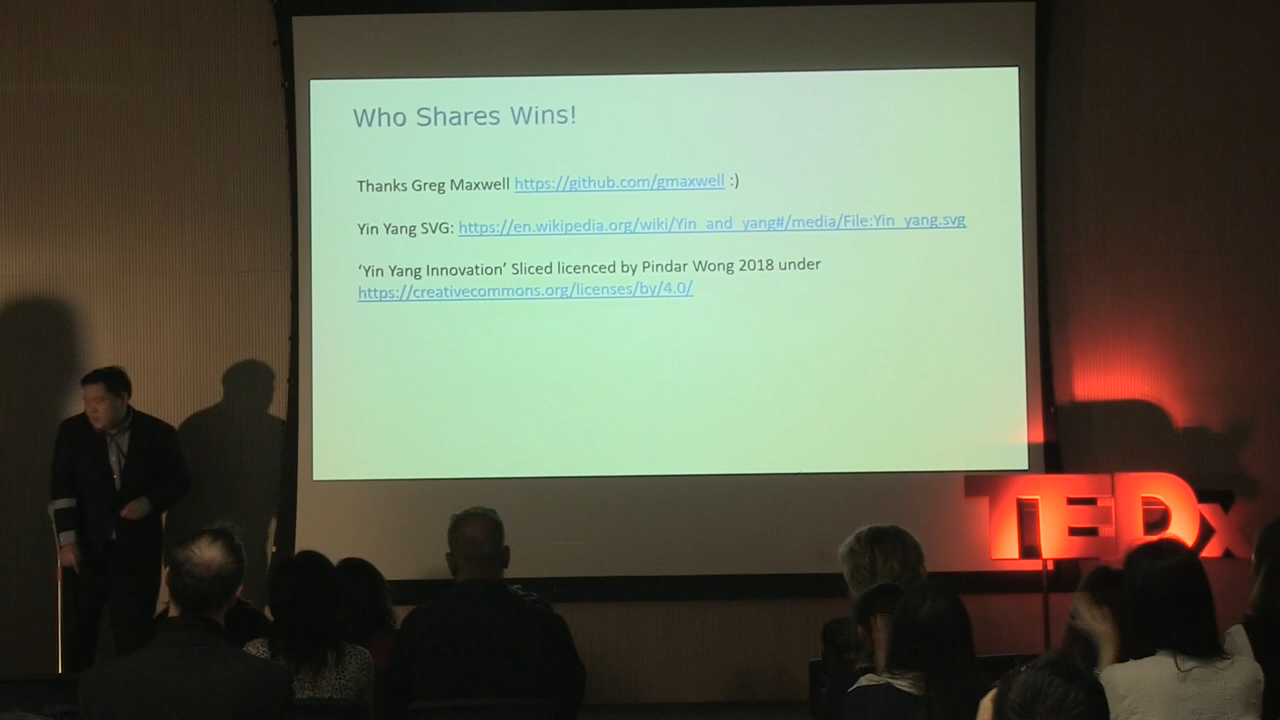 Who Shares Wins!
Thanks Greg Maxwell https://github.com/gmaxwell :)
Yin Yang SVG: https://en.wikipedia.org/wiki/Yin_and_yang#/media/File:Yin_yang.svg
‘Yin Yang Innovation’ Sliced licenced by Pindar Wong 2018 under
https://creativecommons.org/licenses/by/4.0/
TEDx